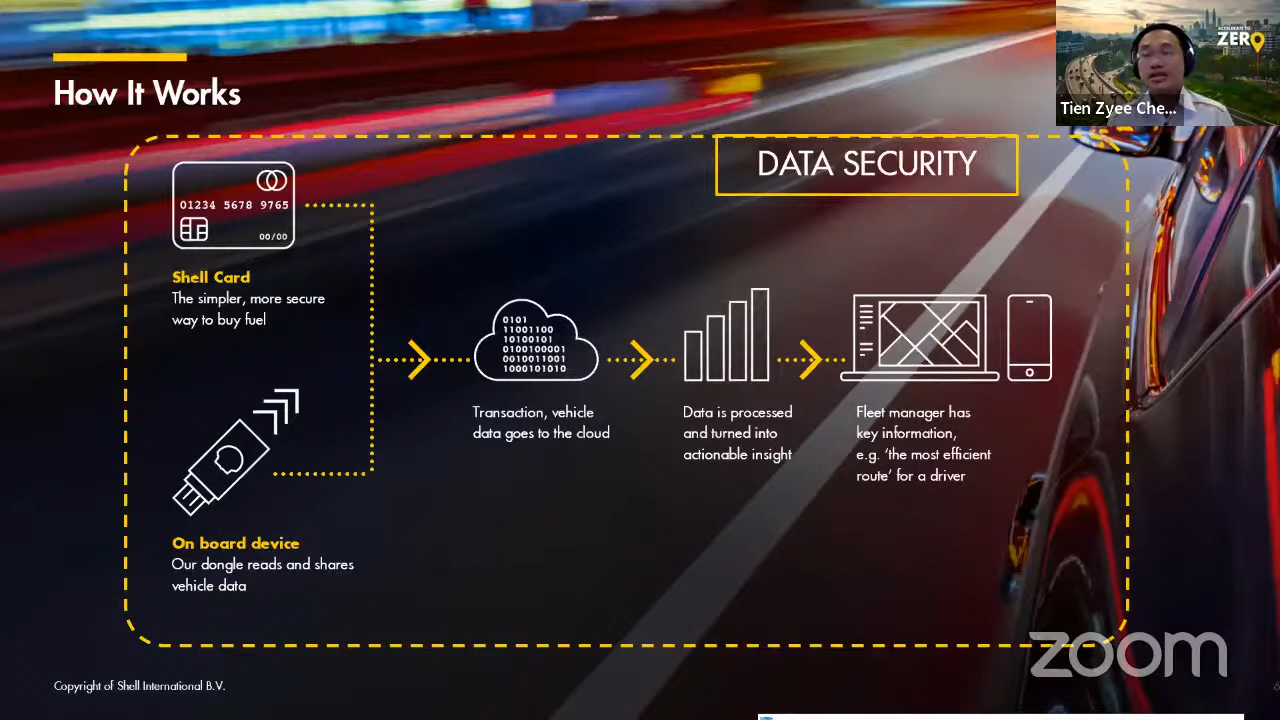 How It Works
ACCELERATE TO
ZERO
Tien Zyee Che...
DATA SECURITY
01234 5678 9765
00/00
Shell Card
The simpler, more secure
way to buy fuel
0101
11001100
10100101
0100100001
0010011001
1000101010
Transaction, vehicle
data goes to the cloud
Data is processed
and turned into
actionable insight
Fleet manager has
key information,
e.g. ‘the most efficient
route’ for a driver
On board device
Our dongle reads and shares
vehicle data
zoom
Copyright of Shell International B.V.